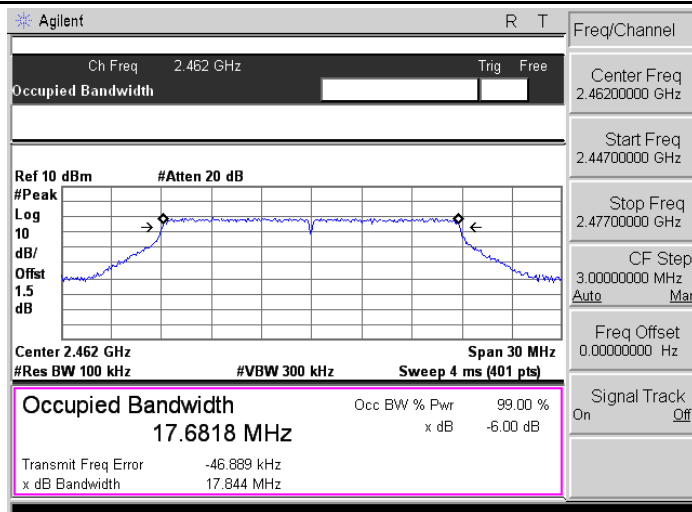 Agilent R T
Ch Freq 2.462 GHz Trig Free
Occupied Bandwidth
Ref 10 dBm #Atten 20 dB
#Peak
Log
10
dB/
Offst
1.5
dB
Center 2.462 GHz Span 30 MHz
#Res BW 100 kHz #VBW 300 kHz Sweep 4 ms (401 pts)
Occupied Bandwidth
17.6818 MHz
Occ BW % Pwr 99.00 %
x dB -6.00 dB
Transmit Freq Error -46.889 kHz
x dB Bandwidth 17.844 MHz
Freq/Channel
Center Freq
2.46200000 GHz
Start Freq
2.44700000 GHz
Stop Freq
2.47700000 GHz
CF Step
3.00000000 MHz
Auto Man
Freq Offset
0.00000000 Hz
Signal Track
On Off